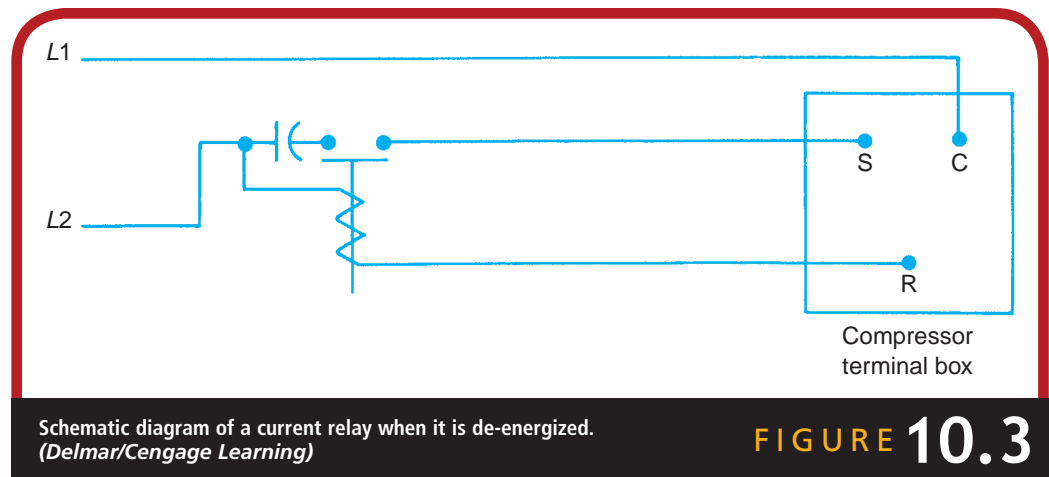 L1
S
C
L2
R
Compressor
terminal box
Schematic diagram of a current relay when it is de-energized.
(Delmar/Cengage Learning)
FIGURE 10.3